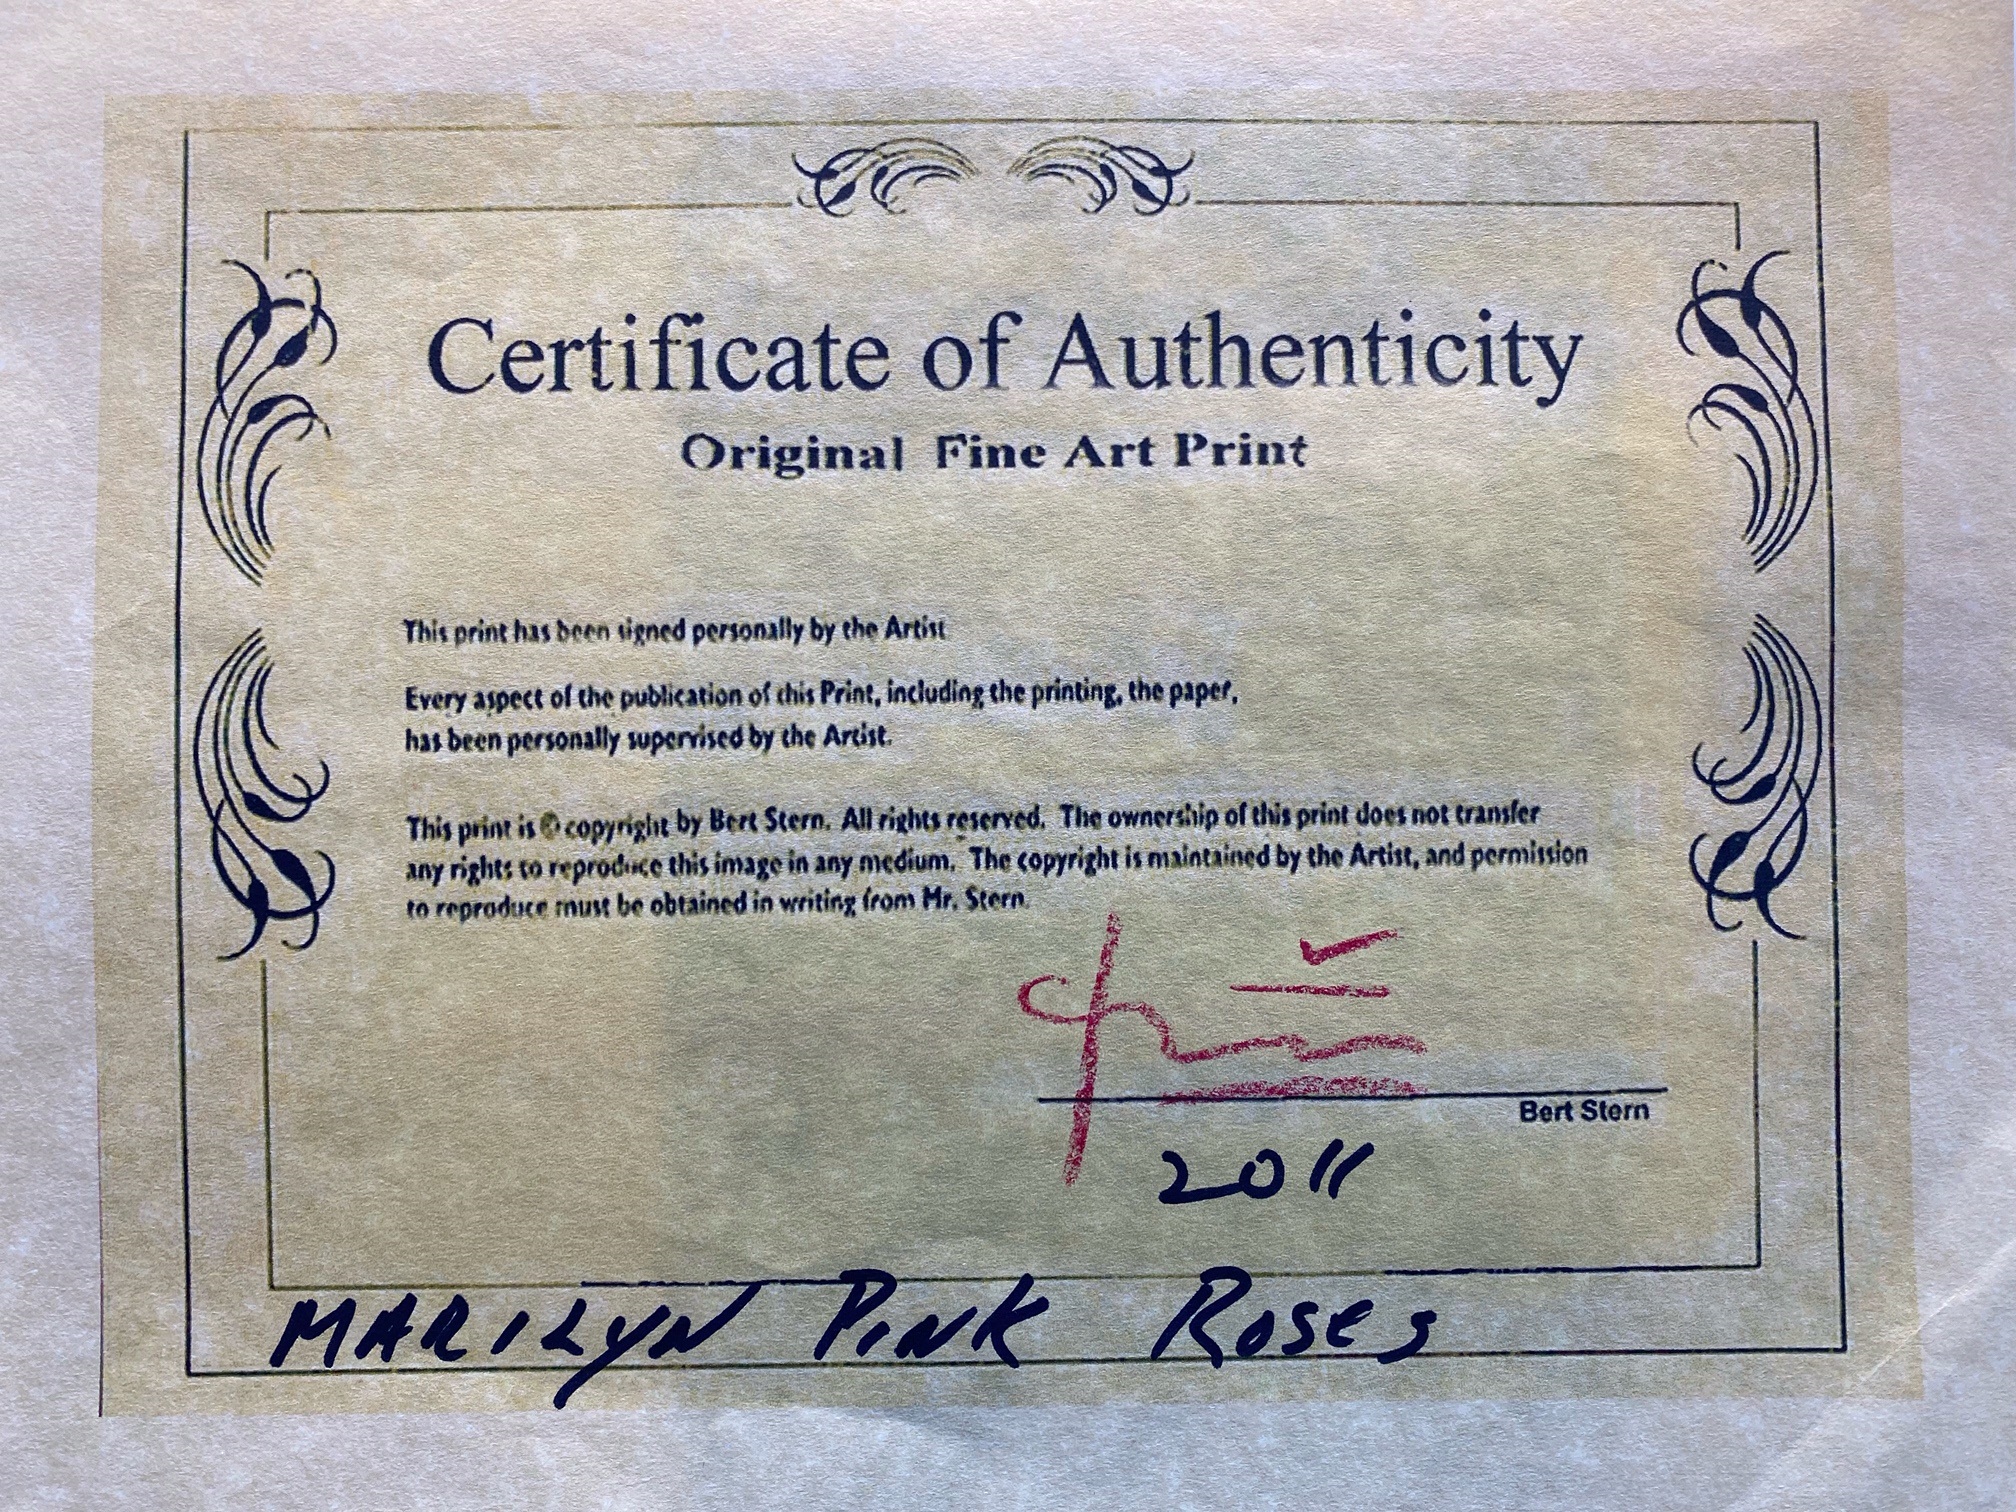 Certificate of Authenticity
Original Fine Art Print
This print has been signed personally by the Artist
Every aspect of the publication of this Print, including the printing, the paper,
has been personally supervised by the Artist.
This print is © copyright by Bert Stern. All rights reserved. The ownership of this print does not transfer
any rights to reproduce this image in any medium. The copyright is maintained by the Artist, and permission
to reproduce must be obtained in writing from Mr. Stern
Bert Stern
2011
MARILYN PINK ROSES